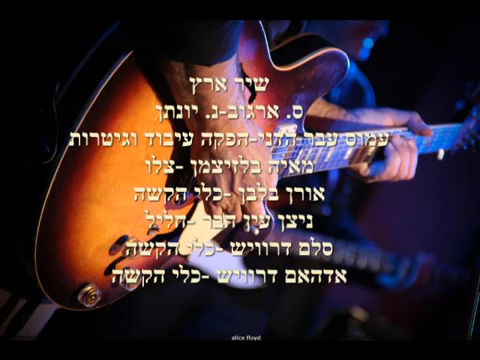 שיר ארץ
ס. ארגוב-נ. יונתן
עמוס עבר-הדני-הפקה עיבוד וגיטרות
מאיה בלזיצמן -צלו
אורן בלבן -כלי הקשה
ניצן עין הבר -חליל
סלם דרוויש -כלי הקשה
אדהאם דרוויש -כלי הקשה
alice floyd